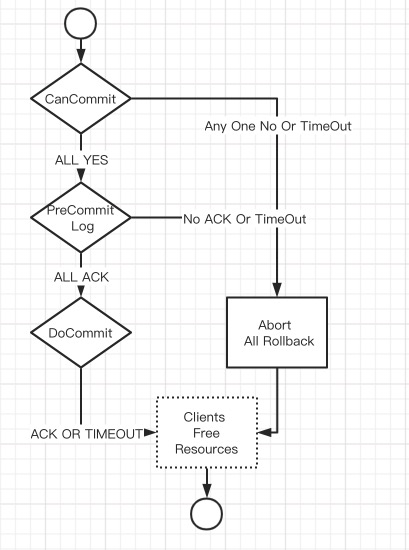 CanCommit
Any One No Or TimeOut
ALL YES
PreCommit
Log
No ACK Or TimeOut
ALL ACK
DoCommit
Abort
All Rollback
Clients
Free
Resources
ACK OR TIMEOUT